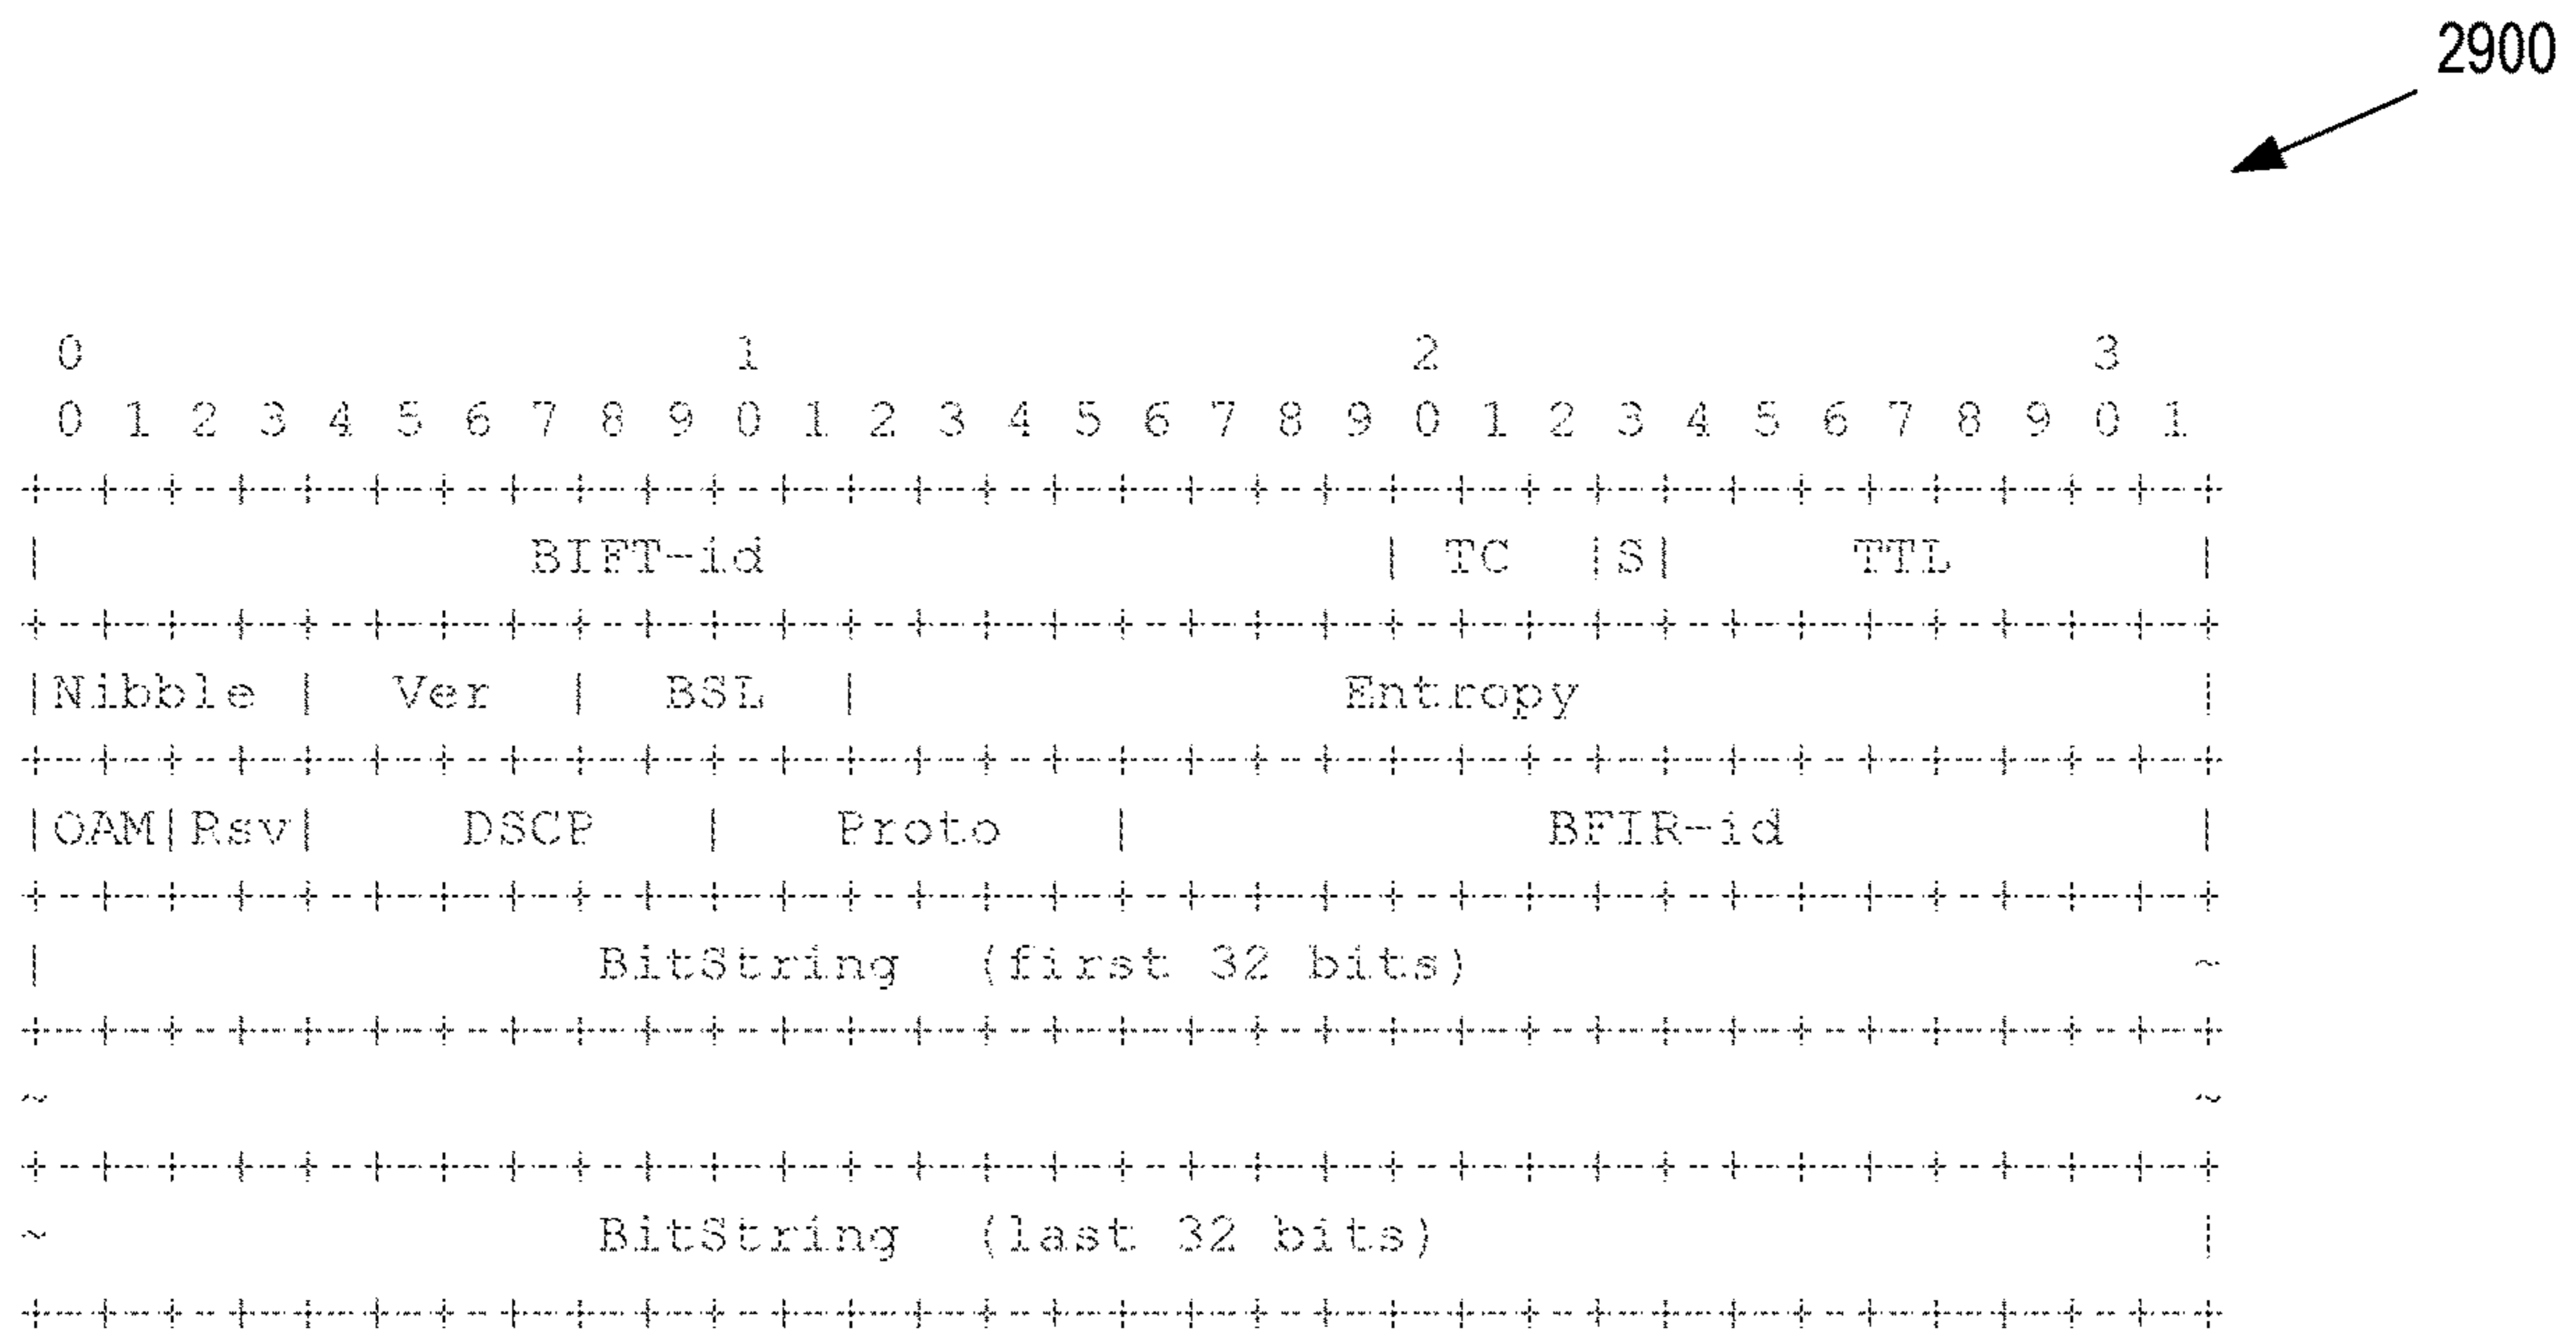 2900
0                   1                   2                   3
0 1 2 3 4 5 6 7 8 9 0 1 2 3 4 5 6 7 8 9 0 1 2 3 4 5 6 7 8 9 0 1
+-+-+-+-+-+-+-+-+-+-+-+-+-+-+-+-+-+-+-+-+-+-+-+-+-+-+-+-+-+-+-+-+
|              BIFT-id                  | TC  |S|     TTL       |
+-+-+-+-+-+-+-+-+-+-+-+-+-+-+-+-+-+-+-+-+-+-+-+-+-+-+-+-+-+-+-+-+
|Nibble |  Ver  |  BSL  |              Entropy                  |
+-+-+-+-+-+-+-+-+-+-+-+-+-+-+-+-+-+-+-+-+-+-+-+-+-+-+-+-+-+-+-+-+
|OAM|Rsv|    DSCP   |   Proto   |            BFIR-id            |
+-+-+-+-+-+-+-+-+-+-+-+-+-+-+-+-+-+-+-+-+-+-+-+-+-+-+-+-+-+-+-+-+
|                BitString  (first 32 bits)                     ~
+-+-+-+-+-+-+-+-+-+-+-+-+-+-+-+-+-+-+-+-+-+-+-+-+-+-+-+-+-+-+-+-+
~                                                               ~
+-+-+-+-+-+-+-+-+-+-+-+-+-+-+-+-+-+-+-+-+-+-+-+-+-+-+-+-+-+-+-+-+
~                BitString  (last 32 bits)                      |
+-+-+-+-+-+-+-+-+-+-+-+-+-+-+-+-+-+-+-+-+-+-+-+-+-+-+-+-+-+-+-+-+